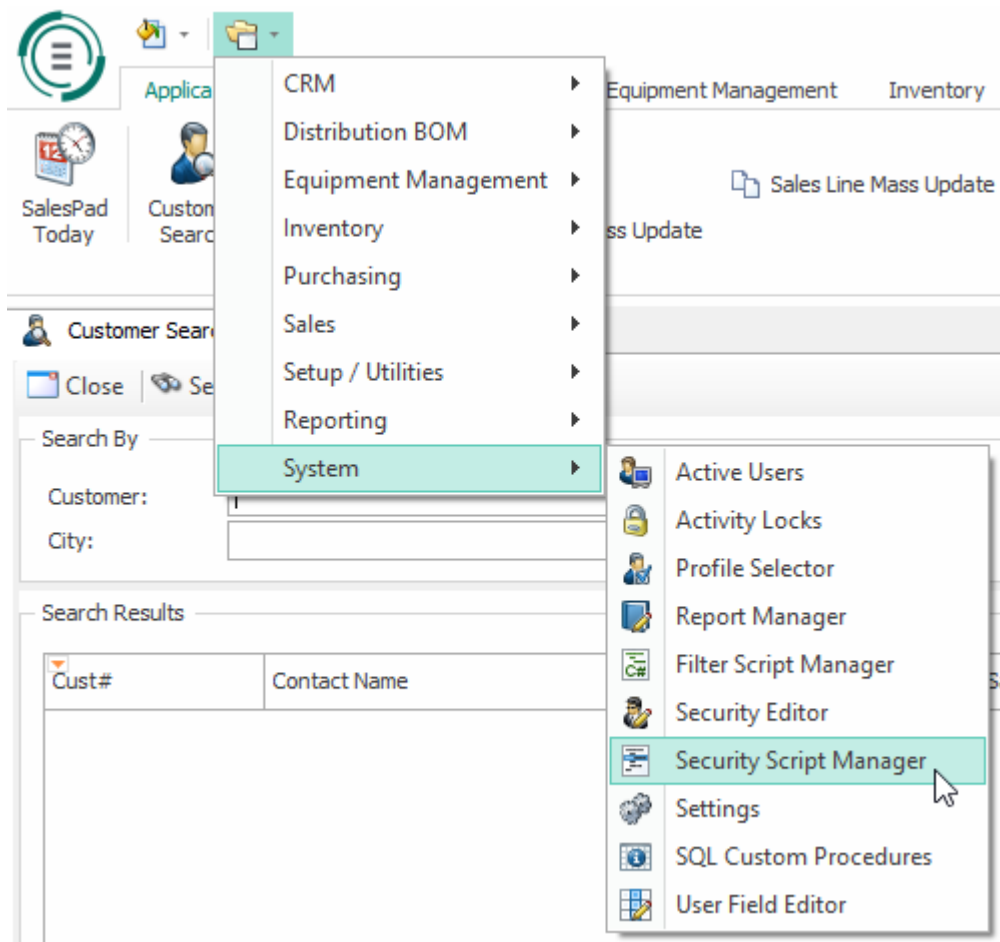 CRM
Applica
Equipment Management
Inventory
Distribution BOM
Equipment Management
Sales Line Mass Update
SalesPad
Today
Custom
Searc
Inventory
ss Update
Purchasing
Sales
Customer Sear
Setup / Utilities
Close
Se
Reporting
Search By
System
Active Users
Customer:
Activity Locks
City:
Profile Selector
Search Results
Report Manager
Filter Script Manager
Cust#
Contact Name
Security Editor
Security Script Manager
Settings
SQL Custom Procedures
User Field Editor